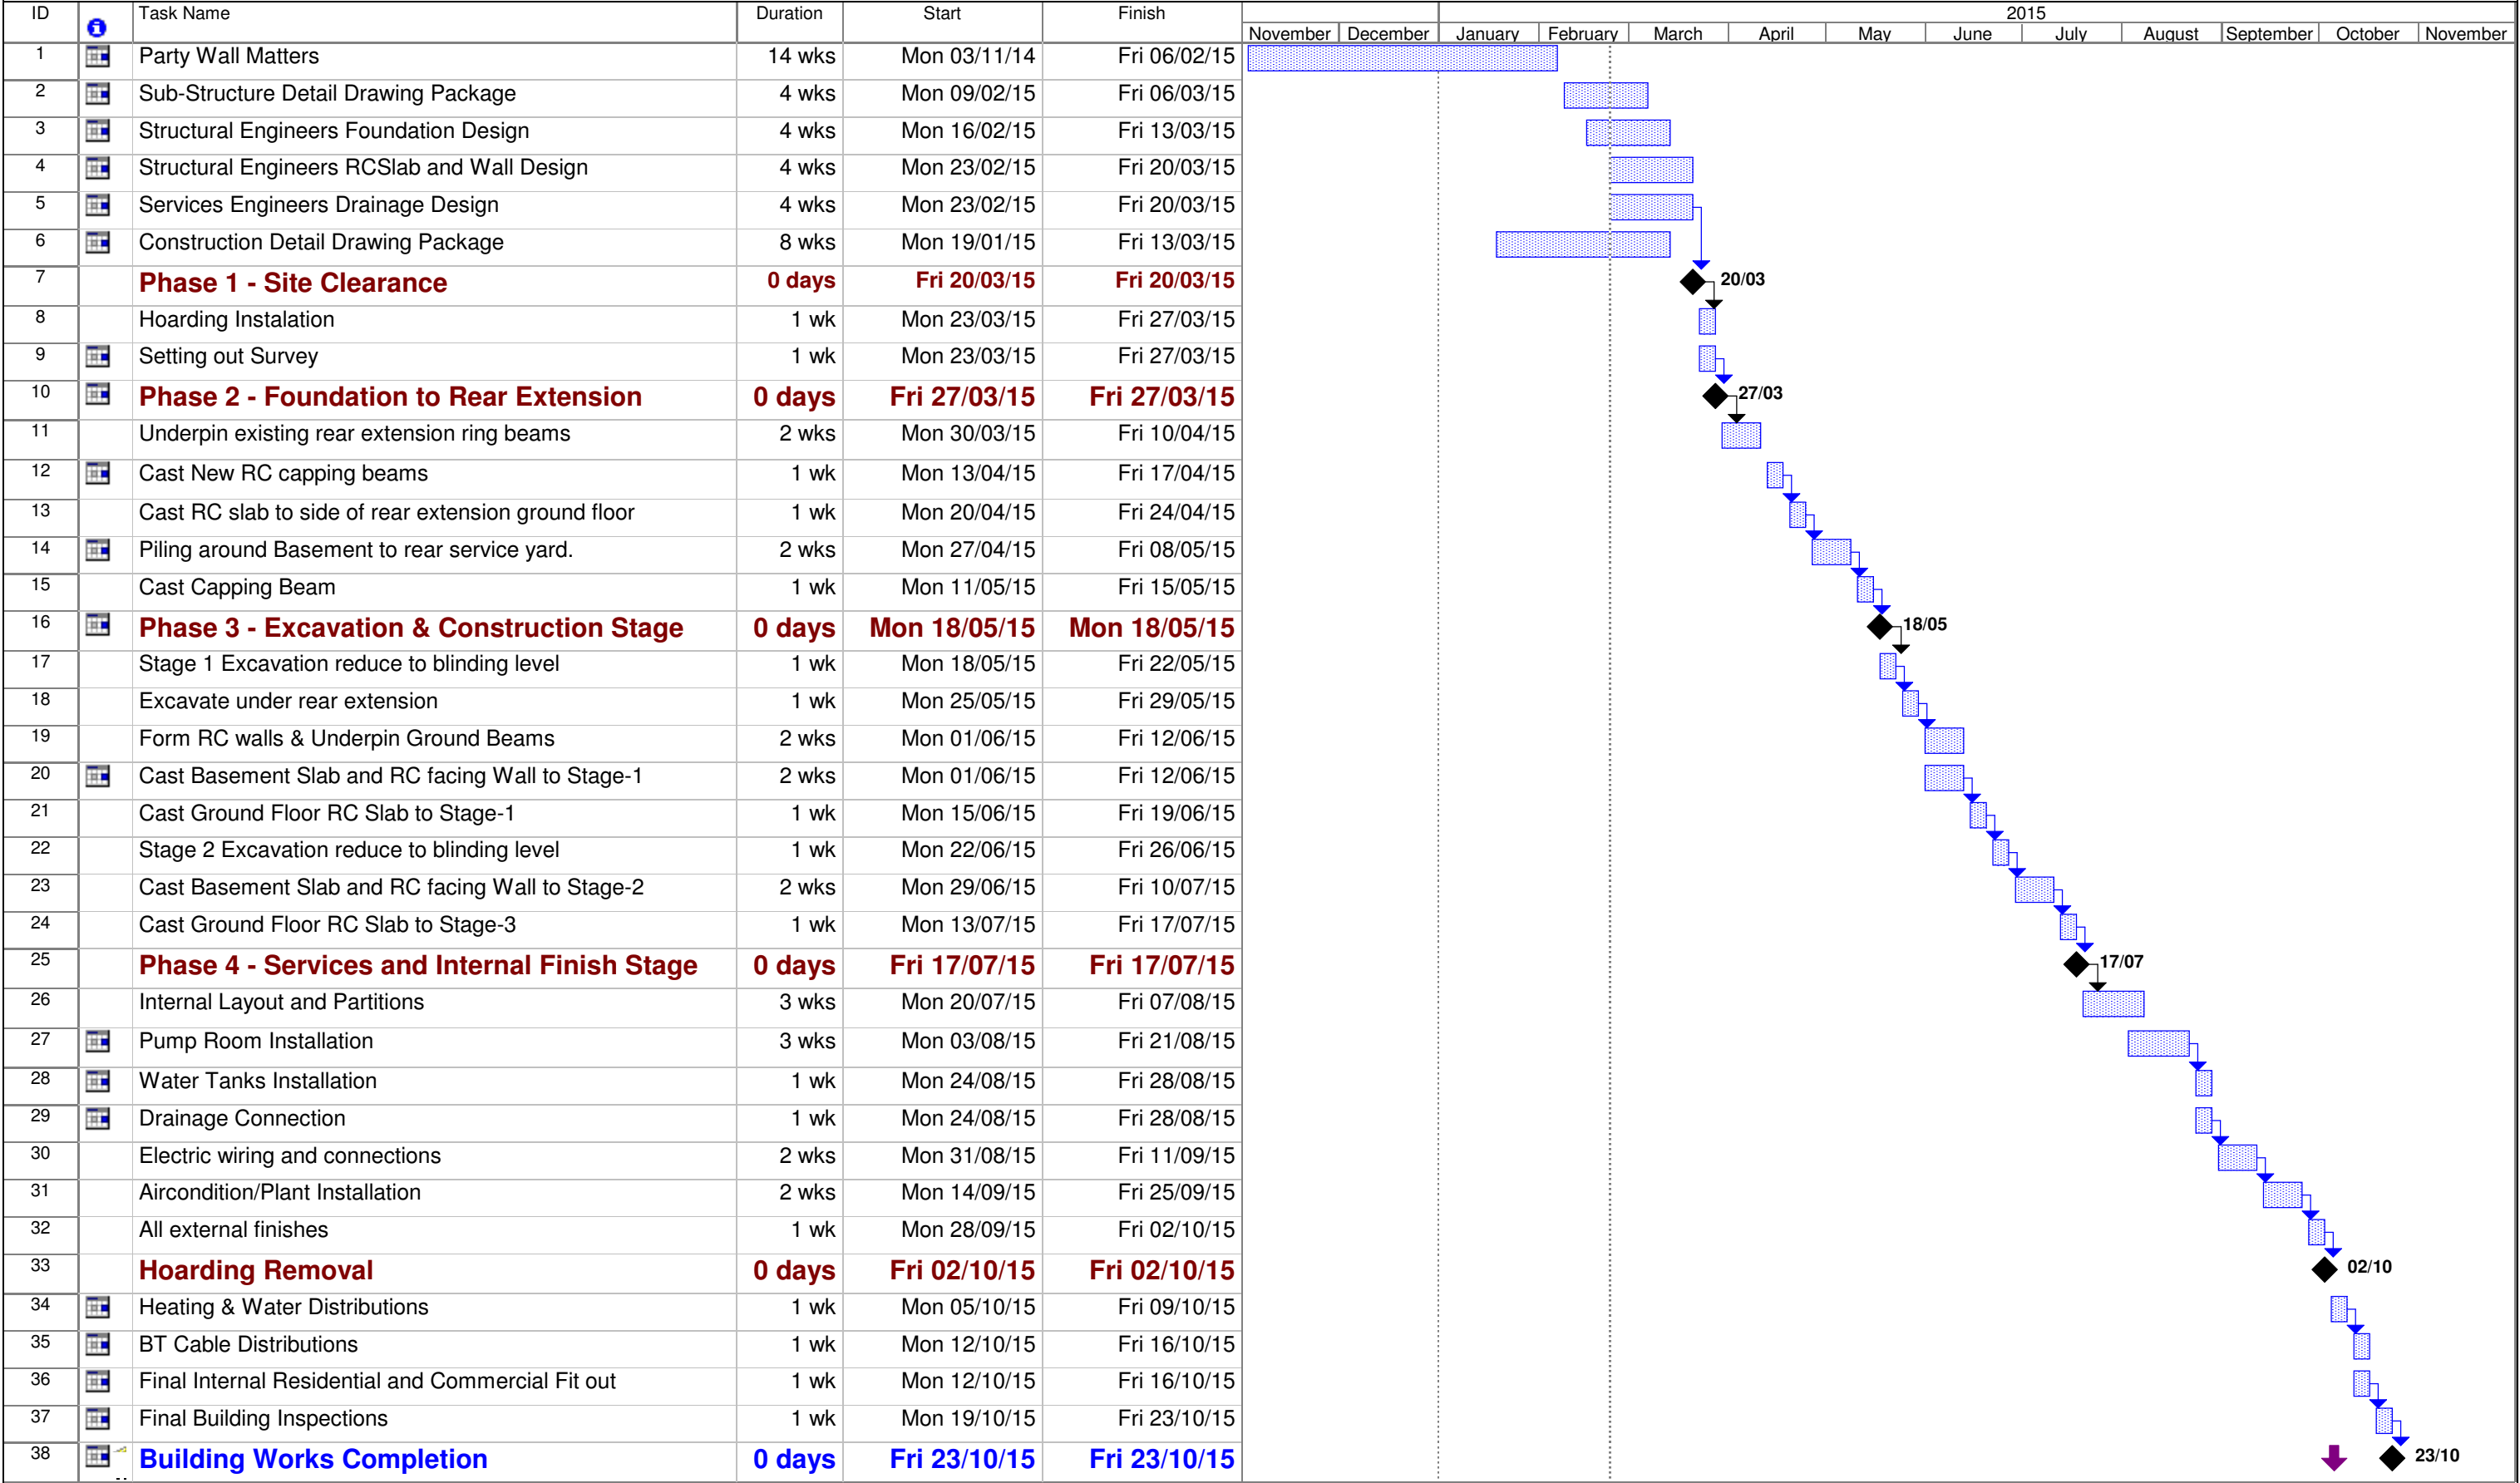 ID Task Name Duration Start Finish 2015
November December January February March April May June July August September October November
1 Party Wall Matters 14 wks Mon 03/11/14 Fri 06/02/15
2 Sub-Structure Detail Drawing Package 4 wks Mon 09/02/15 Fri 06/03/15
3 Structural Engineers Foundation Design 4 wks Mon 16/02/15 Fri 13/03/15
4 Structural Engineers RCSlab and Wall Design 4 wks Mon 23/02/15 Fri 20/03/15
5 Services Engineers Drainage Design 4 wks Mon 23/02/15 Fri 20/03/15
6 Construction Detail Drawing Package 8 wks Mon 19/01/15 Fri 13/03/15
7 Phase 1 - Site Clearance 0 days Fri 20/03/15 Fri 20/03/15 20/03
8 Hoarding Instalation 1 wk Mon 23/03/15 Fri 27/03/15
9 Setting out Survey 1 wk Mon 23/03/15 Fri 27/03/15
10 Phase 2 - Foundation to Rear Extension 0 days Fri 27/03/15 Fri 27/03/15 27/03
11 Underpin existing rear extension ring beams 2 wks Mon 30/03/15 Fri 10/04/15
12 Cast New RC capping beams 1 wk Mon 13/04/15 Fri 17/04/15
13 Cast RC slab to side of rear extension ground floor 1 wk Mon 20/04/15 Fri 24/04/15
14 Piling around Basement to rear service yard. 2 wks Mon 27/04/15 Fri 08/05/15
15 Cast Capping Beam 1 wk Mon 11/05/15 Fri 15/05/15
16 Phase 3 - Excavation & Construction Stage 0 days Mon 18/05/15 Mon 18/05/15 18/05
17 Stage 1 Excavation reduce to blinding level 1 wk Mon 18/05/15 Fri 22/05/15
18 Excavate under rear extension 1 wk Mon 25/05/15 Fri 29/05/15
19 Form RC walls & Underpin Ground Beams 2 wks Mon 01/06/15 Fri 12/06/15
20 Cast Basement Slab and RC facing Wall to Stage-1 2 wks Mon 01/06/15 Fri 12/06/15
21 Cast Ground Floor RC Slab to Stage-1 1 wk Mon 15/06/15 Fri 19/06/15
22 Stage 2 Excavation reduce to blinding level 1 wk Mon 22/06/15 Fri 26/06/15
23 Cast Basement Slab and RC facing Wall to Stage-2 2 wks Mon 29/06/15 Fri 10/07/15
24 Cast Ground Floor RC Slab to Stage-3 1 wk Mon 13/07/15 Fri 17/07/15
25 Phase 4 - Services and Internal Finish Stage 0 days Fri 17/07/15 Fri 17/07/15 17/07
26 Internal Layout and Partitions 3 wks Mon 20/07/15 Fri 07/08/15
27 Pump Room Installation 3 wks Mon 03/08/15 Fri 21/08/15
28 Water Tanks Installation 1 wk Mon 24/08/15 Fri 28/08/15
29 Drainage Connection 1 wk Mon 24/08/15 Fri 28/08/15
30 Electric wiring and connections 2 wks Mon 31/08/15 Fri 11/09/15
31 Aircondition/Plant Installation 2 wks Mon 14/09/15 Fri 25/09/15
32 All external finishes 1 wk Mon 28/09/15 Fri 02/10/15
33 Hoarding Removal 0 days Fri 02/10/15 Fri 02/10/15 02/10
34 Heating & Water Distributions 1 wk Mon 05/10/15 Fri 09/10/15
35 BT Cable Distributions 1 wk Mon 12/10/15 Fri 16/10/15
36 Final Internal Residential and Commercial Fit out 1 wk Mon 12/10/15 Fri 16/10/15
37 Final Building Inspections 1 wk Mon 19/10/15 Fri 23/10/15
38 Building Works Completion 0 days Fri 23/10/15 Fri 23/10/15 23/10